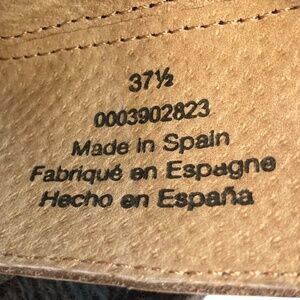 37½
0003902823
Made in Spain
Fabriqué en Espagne
Hecho en España